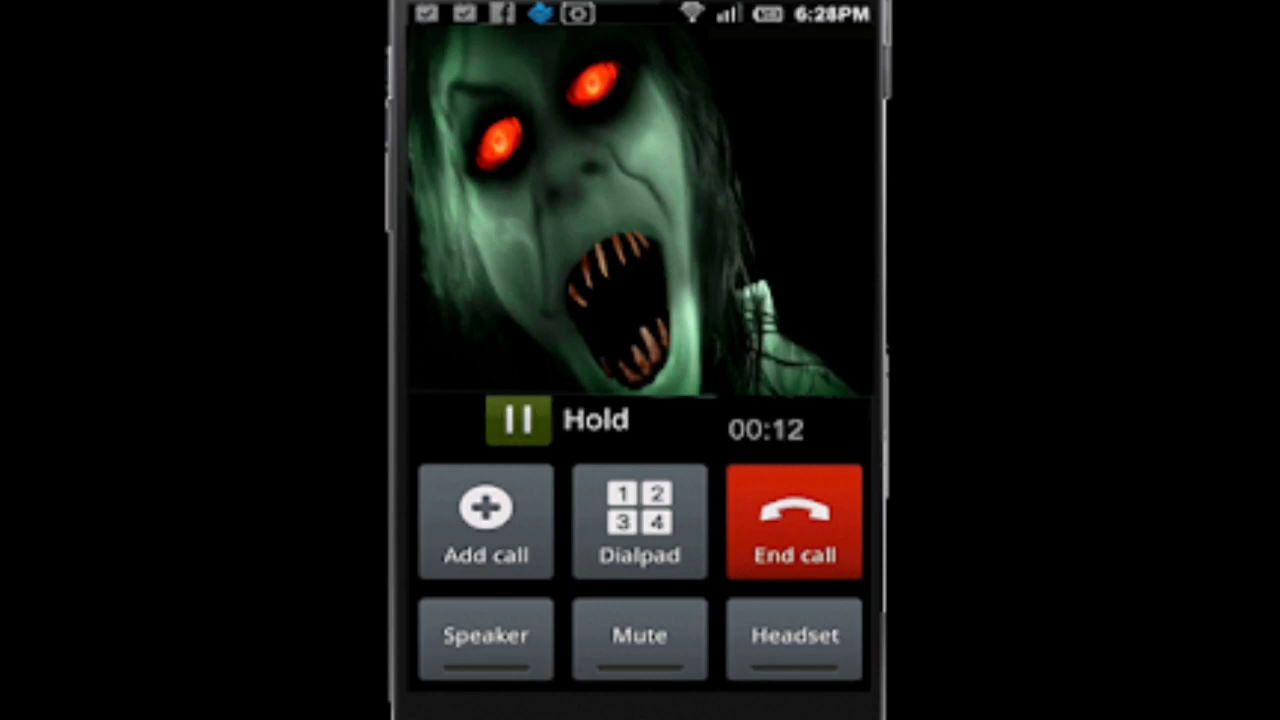 6:28PM
Hold
00:12
1 2
3 4
Add call
Dialpad
End call
Speaker
Mute
Headset